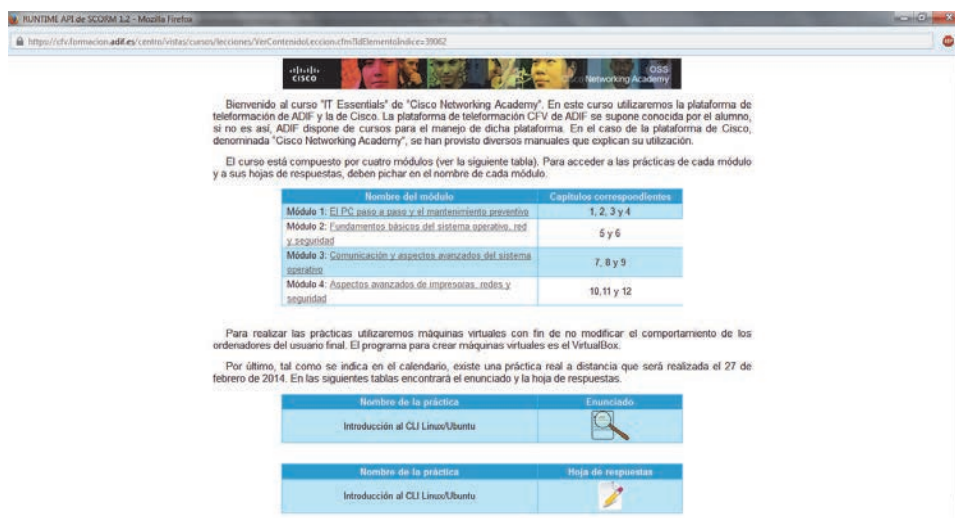 RUNTIME API de SCORM 1.2 - Mozilla Firefox
https://cfv.formacion.adif.es/centro/vistas/cursos/lecciones/VerContenidoLeccion.cfm?IdElementoIndice=39062
CISCO
OSS
Cisco Networking Academy
Bienvenido al curso "IT Essentials" de "Cisco Networking Academy". En este curso utilizaremos la plataforma de
teleformación de ADIF y la de Cisco. La plataforma de teleformación CFV de ADIF se supone conocida por el alumno,
si no es así, ADIF dispone de cursos para el manejo de dicha plataforma. En el caso de la plataforma de Cisco,
denominada "Cisco Networking Academy", se han provisto diversos manuales que explican su utilización.
El curso está compuesto por cuatro módulos (ver la siguiente tabla). Para acceder a las prácticas de cada módulo
y a sus hojas de respuestas, deben pichar en el nombre de cada módulo.
Nombre del módulo Capítulos correspondientes
Módulo 1: El PC paso a paso y el mantenimiento preventivo 1, 2, 3 y 4
Módulo 2: Fundamentos básicos del sistema operativo, red
y seguridad
5 y 6
Módulo 3: Comunicación y aspectos avanzados del sistema
operativo
7, 8 y 9
Módulo 4: Aspectos avanzados de impresoras, redes y
seguridad
10,11 y 12
Para realizar las prácticas utilizaremos máquinas virtuales con fin de no modificar el comportamiento de los
ordenadores del usuario final. El programa para crear máquinas virtuales es el VirtualBox.
Por último, tal como se indica en el calendario, existe una práctica real a distancia que será realizada el 27 de
febrero de 2014. En las siguientes tablas encontrará el enunciado y la hoja de respuestas.
Nombre de la práctica Enunciado
Introducción al CLI Linux/Ubuntu
Nombre de la práctica Hoja de respuestas
Introducción al CLI Linux/Ubuntu